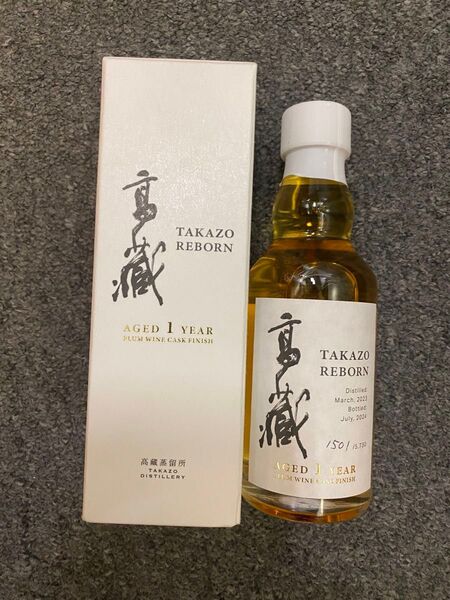 高藏
TAKAZO
REBORN
AGED 1 YEAR
PLUM WINE CASK FINISH
高藏蒸留所
TAKAZO
DISTILLERY
高藏
TAKAZO
REBORN
Distilled:
March, 2023
Bottled:
July, 2024
AGED 1 YEAR
PLUM WINE CASK FINISH